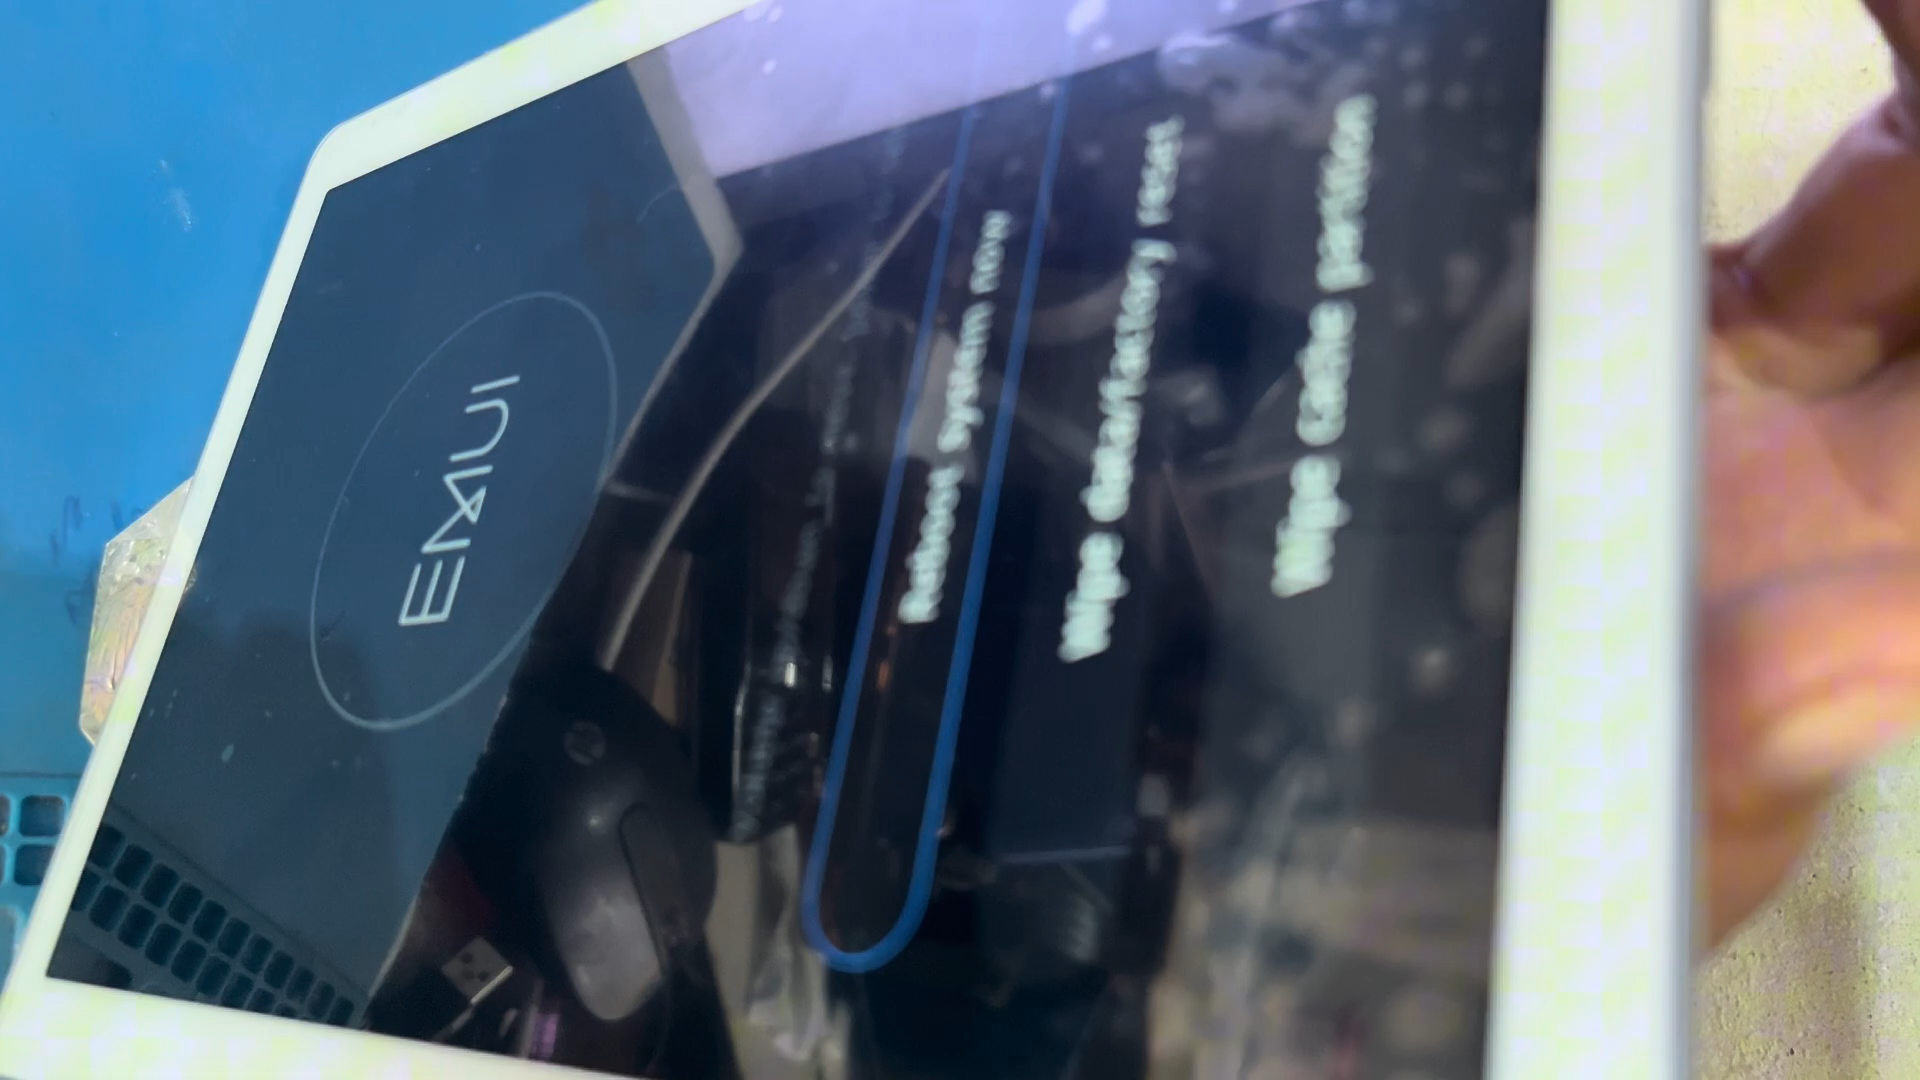 EMUI
Reboot system now
Wipe data/factory reset
Wipe cache partition